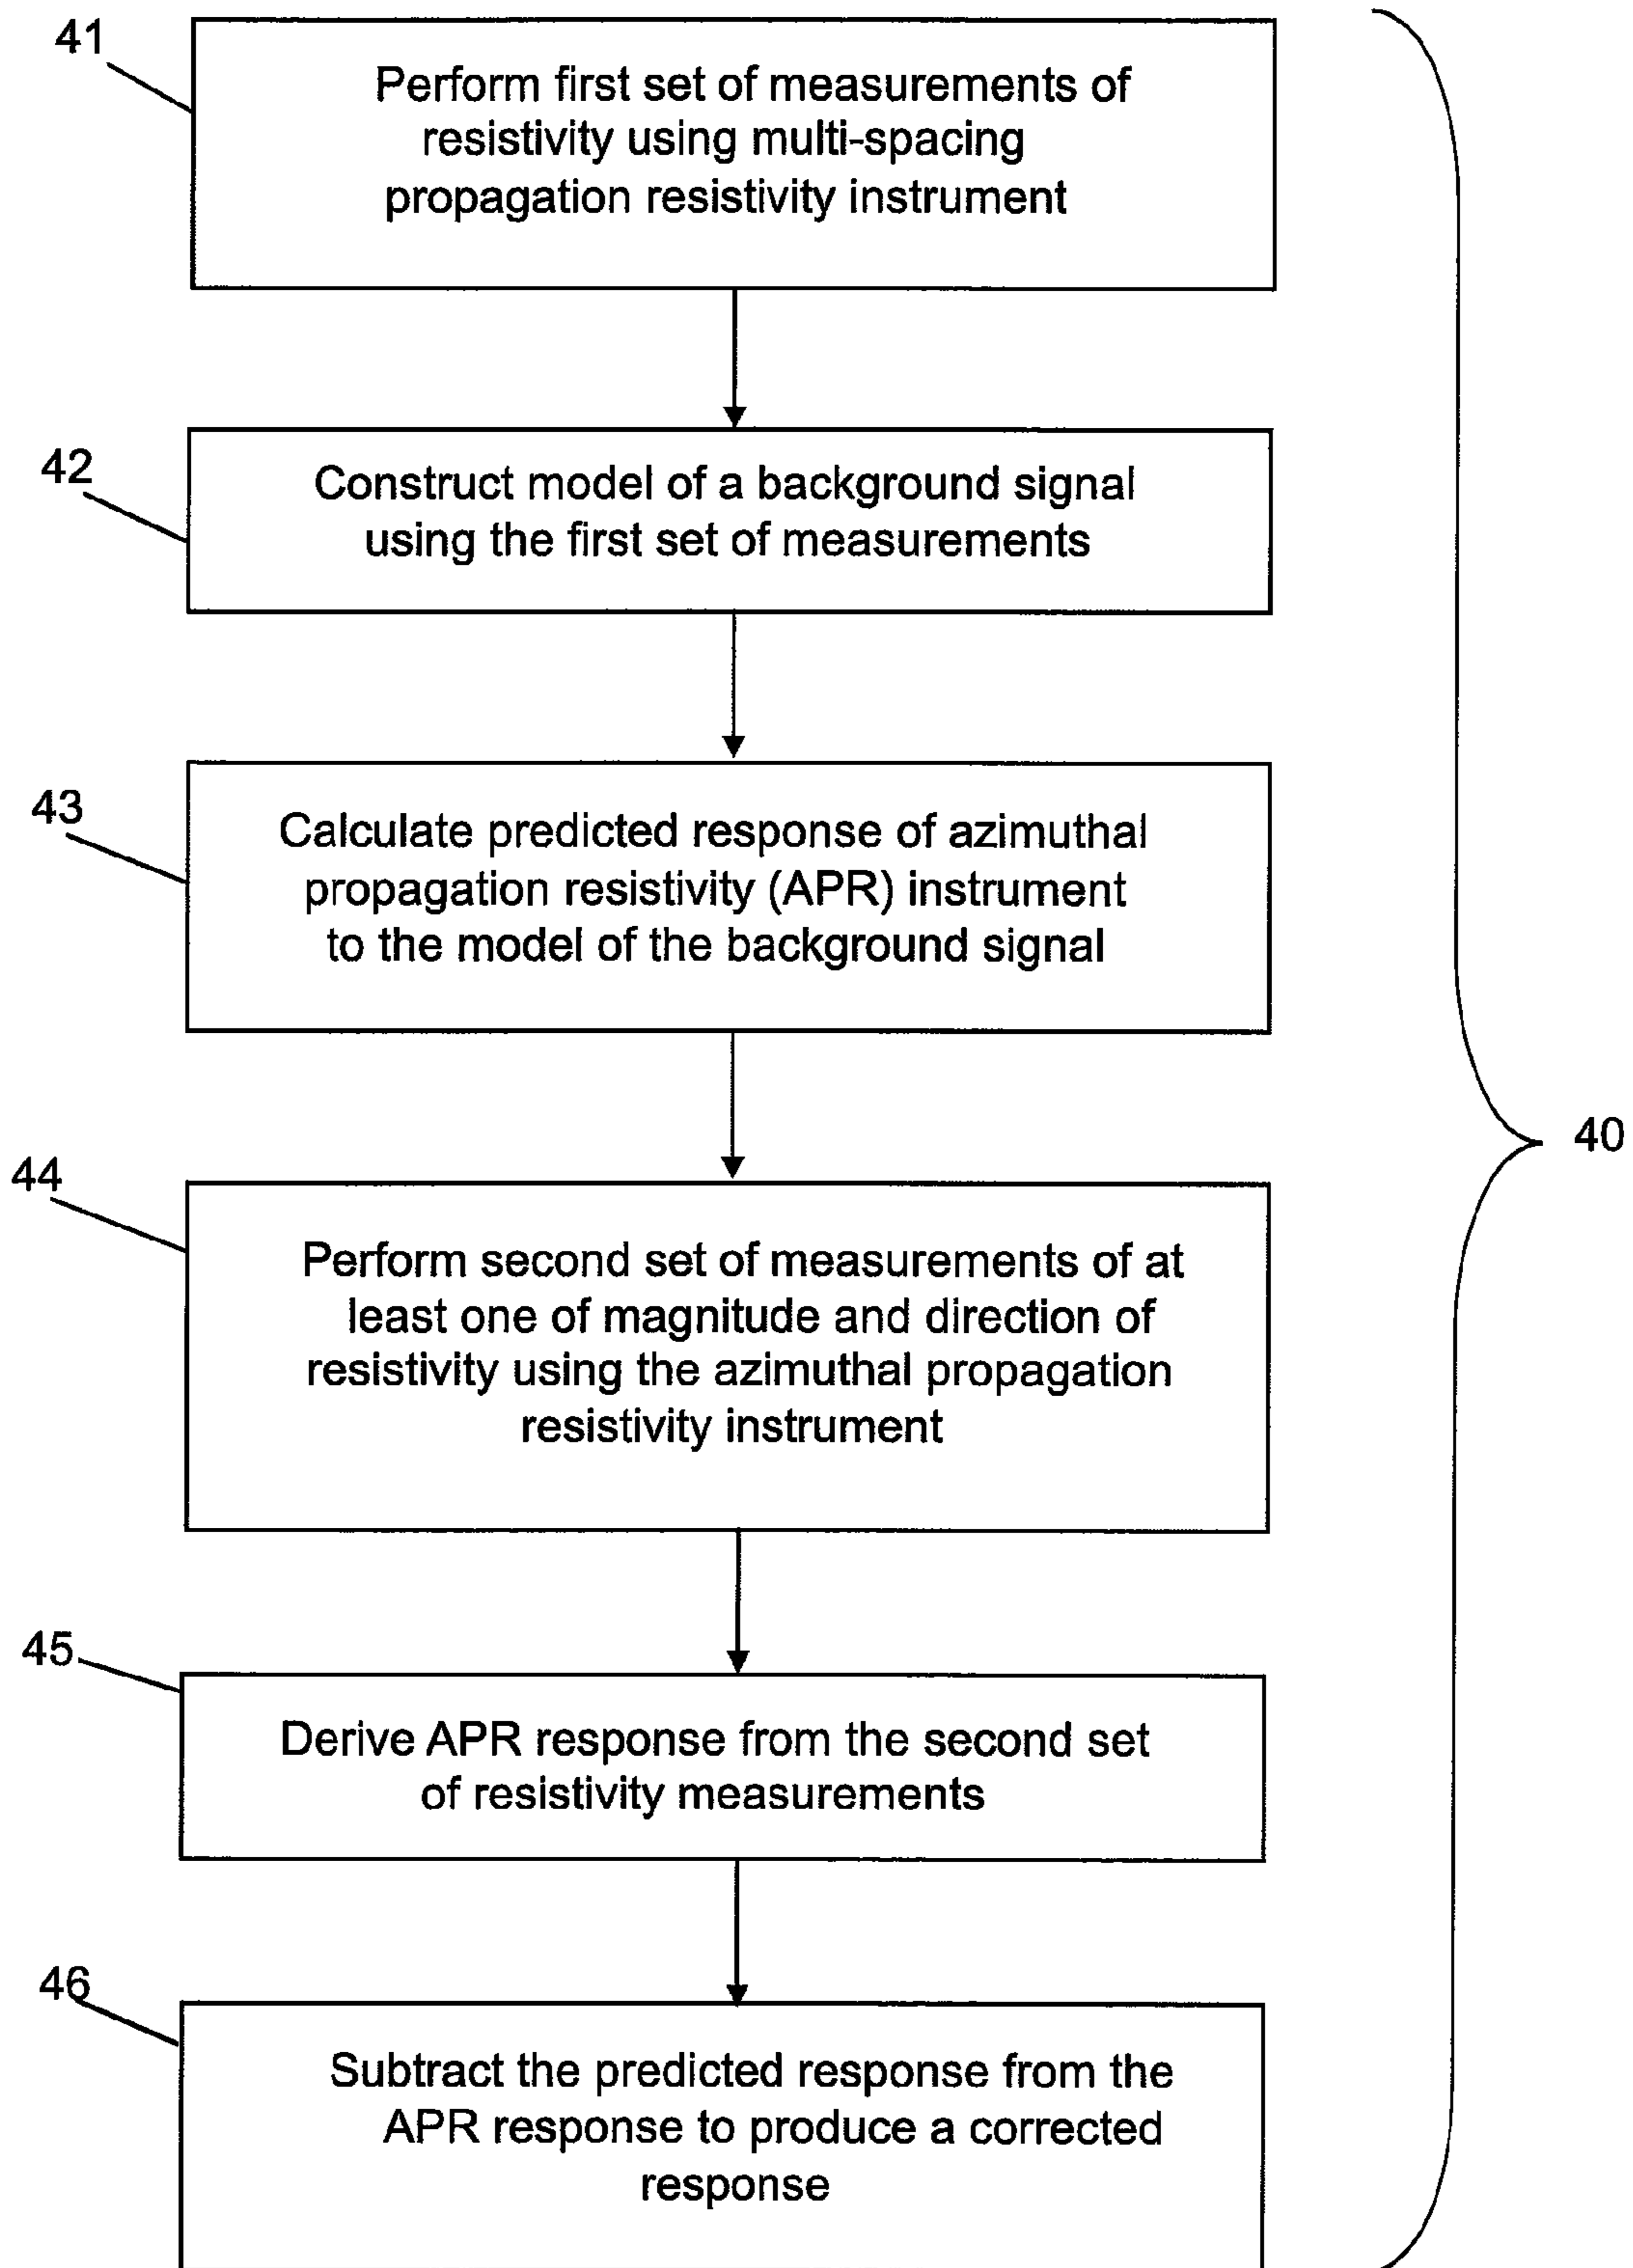 41
Perform first set of measurements of
resistivity using multi-spacing
propagation resistivity instrument
42
Construct model of a background signal
using the first set of measurements
43
Calculate predicted response of azimuthal
propagation resistivity (APR) instrument
to the model of the background signal
40
44
Perform second set of measurements of at
least one of magnitude and direction of
resistivity using the azimuthal propagation
resistivity instrument
45
Derive APR response from the second set
of resistivity measurements
46
Subtract the predicted response from the
APR response to produce a corrected
response